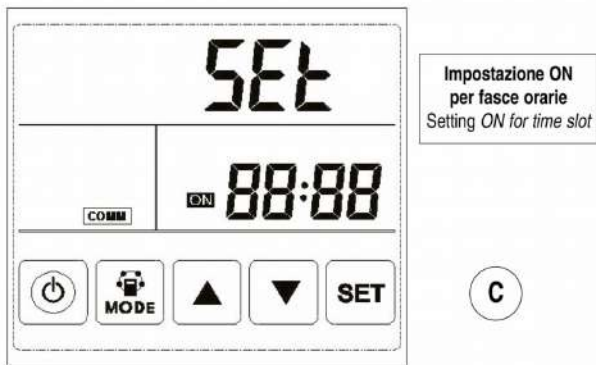 SEt
Impostazione ON
per fasce orarie
Setting ON for time slot
COMM
ON 88:88
MODE
SET
C